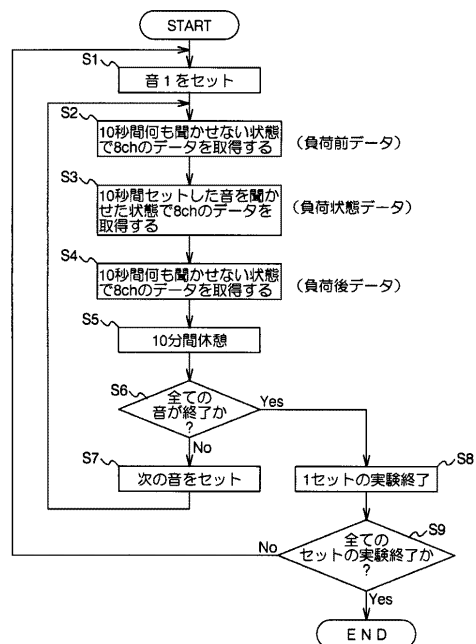 START
S1
音1をセット
S2
10秒間何も聞かせない状態
で8chのデータを取得する
(負荷前データ)
S3
10秒間セットした音を聞か
せた状態で8chのデータを
取得する
(負荷状態データ)
S4
10秒間何も聞かせない状態
で8chのデータを取得する
(負荷後データ)
S5
10分間休憩
S6
全ての
音が終了か
?
Yes
No
S7
次の音をセット
S8
1セットの実験終了
S9
全ての
セットの実験終了か
?
No
Yes
END